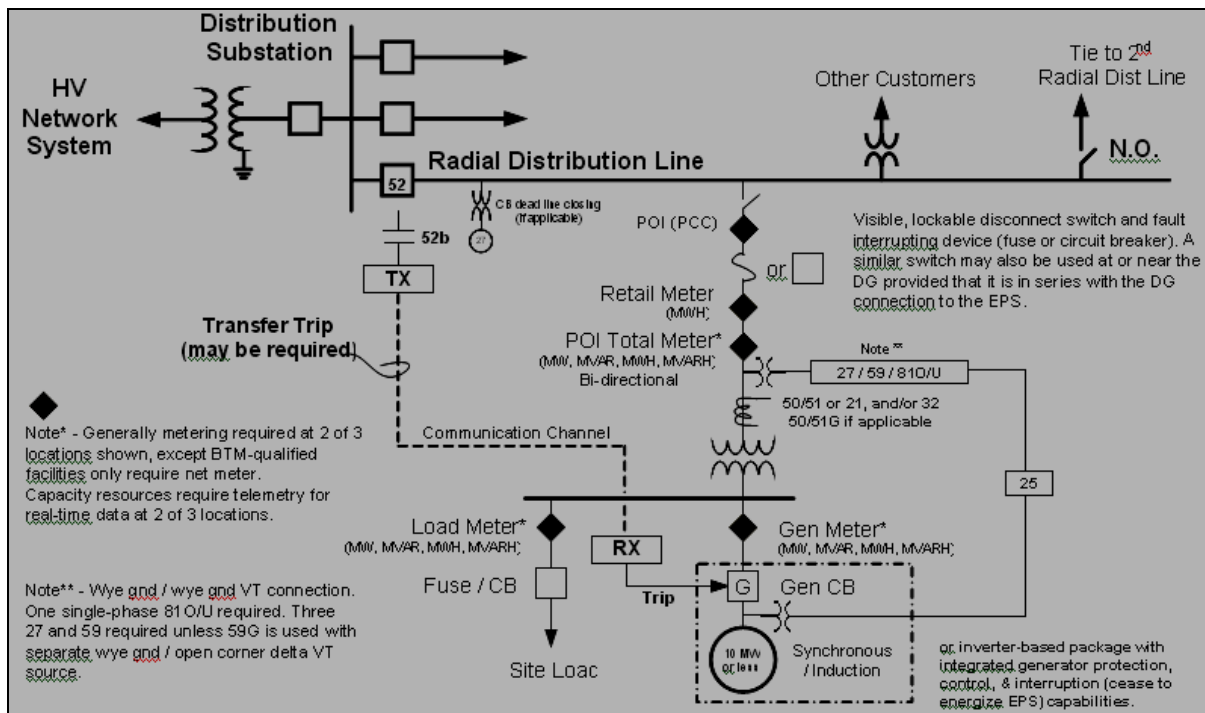 Distribution
Substation
HV
Network
System
Other Customers
Tie to 2nd
Radial Dist Line
N.O.
Radial Distribution Line
52
CB dead line closing
(if applicable)
27
52b
TX
POI (PCC)
or
Visible, lockable disconnect switch and fault
interrupting device (fuse or circuit breaker). A
similar switch may also be used at or near the
DG provided that it is in series with the DG
connection to the EPS.
Retail Meter
(MWH)
Transfer Trip
(may be required)
POI Total Meter*
(MW, MVAR, MWH, MVARH)
Bi-directional
Note **
27 / 59 / 81O/U
50/51 or 21, and/or 32
50/51G if applicable
Note* - Generally metering required at 2 of 3
locations shown, except BTM-qualified
facilities only require net meter.
Capacity resources require telemetry for
real-time data at 2 of 3 locations.
Communication Channel
25
Load Meter*
(MW, MVAR, MWH, MVARH)
RX
Gen Meter*
(MW, MVAR, MWH, MVARH)
Fuse / CB
Trip
G
Gen CB
Note** - Wye gnd / wye gnd VT connection.
One single-phase 81O/U required. Three
27 and 59 required unless 59G is used with
separate wye gnd / open corner delta VT
source.
Site Loac
10 MW
or less
Synchronous
/ Induction
or inverter-based package with
integrated generator protection,
control, & interruption (cease to
energize EPS) capabilities.